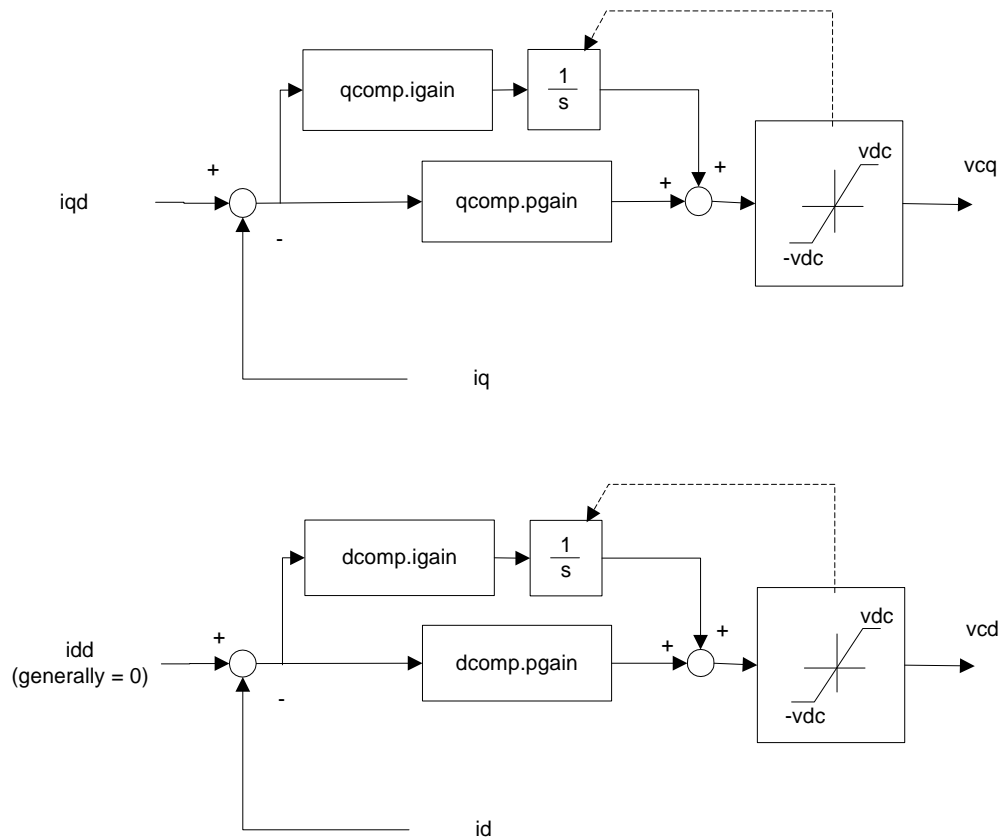 qcomp.igain
1
s
+
iqd
-
qcomp.pgain
+
+
vdc
-vdc
vcq
iq
dcomp.igain
1
s
+
idd
(generally = 0)
-
dcomp.pgain
+
+
vdc
-vdc
vcd
id